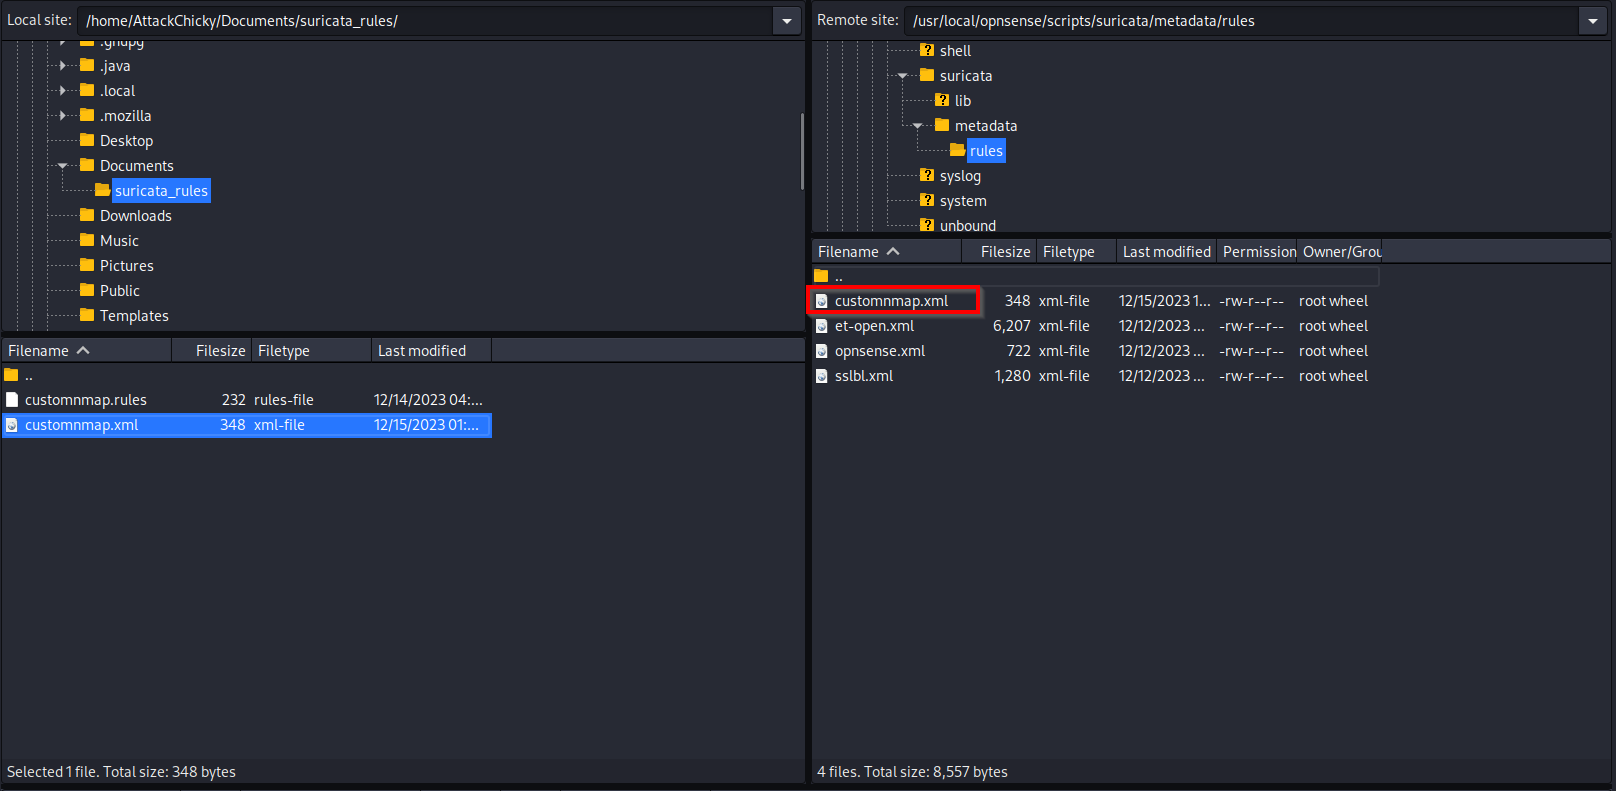 Local site: /home/AttackChicky/Documents/suricata_rules/
.gnupg
.java
.local
.mozilla
Desktop
Documents
suricata_rules
Downloads
Music
Pictures
Public
Templates
Filename Filesize Filetype Last modified
..
customnmap.rules 232 rules-file 12/14/2023 04:...
customnmap.xml 348 xml-file 12/15/2023 01:...
Selected 1 file. Total size: 348 bytes
Remote site: /usr/local/opnsense/scripts/suricata/metadata/rules
shell
suricata
lib
metadata
rules
syslog
system
unbound
Filename Filesize Filetype Last modified Permission Owner/Grou
..
customnmap.xml 348 xml-file 12/15/2023 1... -rw-r--r-- root wheel
et-open.xml 6,207 xml-file 12/12/2023 ... -rw-r--r-- root wheel
opnsense.xml 722 xml-file 12/12/2023 ... -rw-r--r-- root wheel
sslbl.xml 1,280 xml-file 12/12/2023 ... -rw-r--r-- root wheel
4 files. Total size: 8,557 bytes